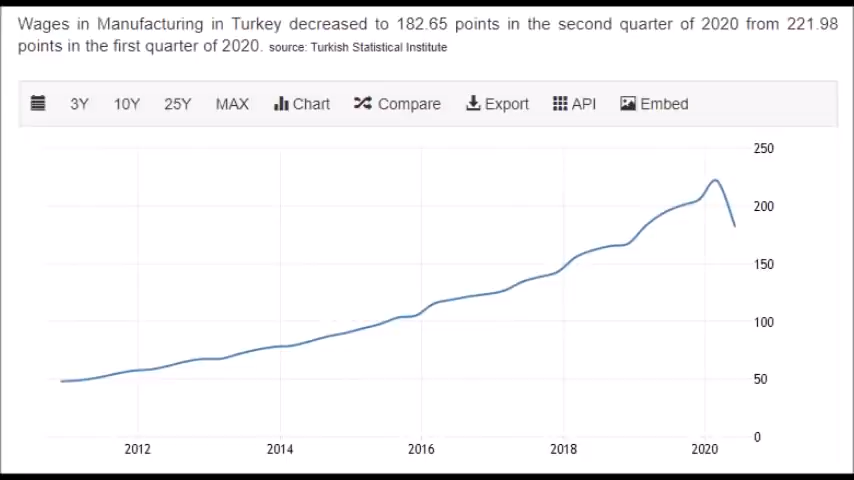 Wages in Manufacturing in Turkey decreased to 182.65 points in the second quarter of 2020 from 221.98
points in the first quarter of 2020. source: Turkish Statistical Institute
3Y 10Y 25Y MAX Chart Compare Export API Embed
250
200
150
100
50
0
2012 2014 2016 2018 2020